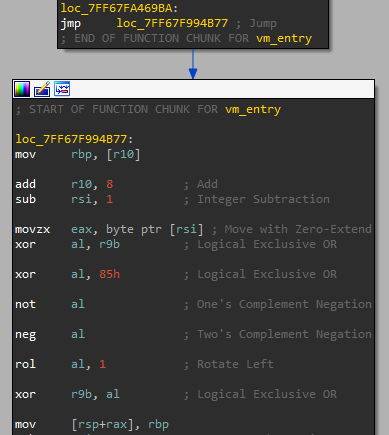 loc_7FF67FA469BA:
jmp loc_7FF67F994B77 ; Jump
; END OF FUNCTION CHUNK FOR vm_entry
; START OF FUNCTION CHUNK FOR vm_entry
loc_7FF67F994B77:
mov rbp, [r10]
add r10, 8 ; Add
sub rsi, 1 ; Integer Subtraction
movzx eax, byte ptr [rsi] ; Move with Zero-Extend
xor al, r9b ; Logical Exclusive OR
xor al, 85h ; Logical Exclusive OR
not al ; One's Complement Negation
neg al ; Two's Complement Negation
rol al, 1 ; Rotate Left
xor r9b, al ; Logical Exclusive OR
mov [rsp+rax], rbp